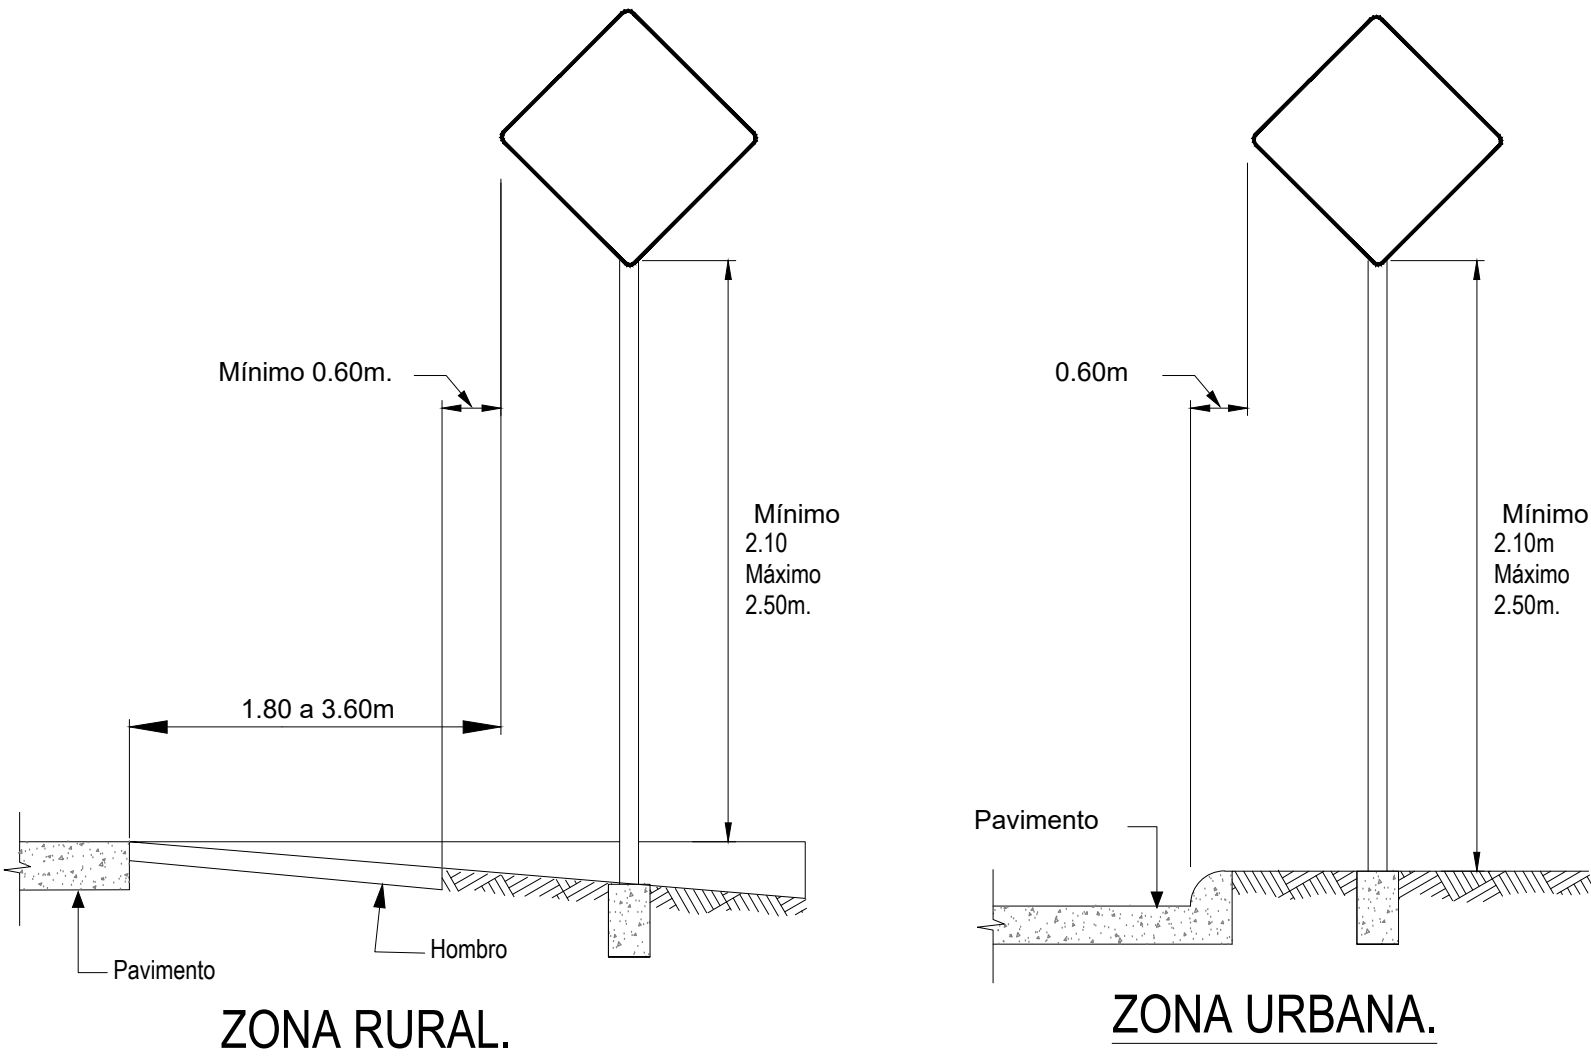 Mínimo 0.60m.
Mínimo
2.10
Máximo
2.50m.
1.80 a 3.60m
Hombro
Pavimento
ZONA RURAL.
0.60m
Mínimo
2.10m
Máximo
2.50m.
Pavimento
ZONA URBANA.